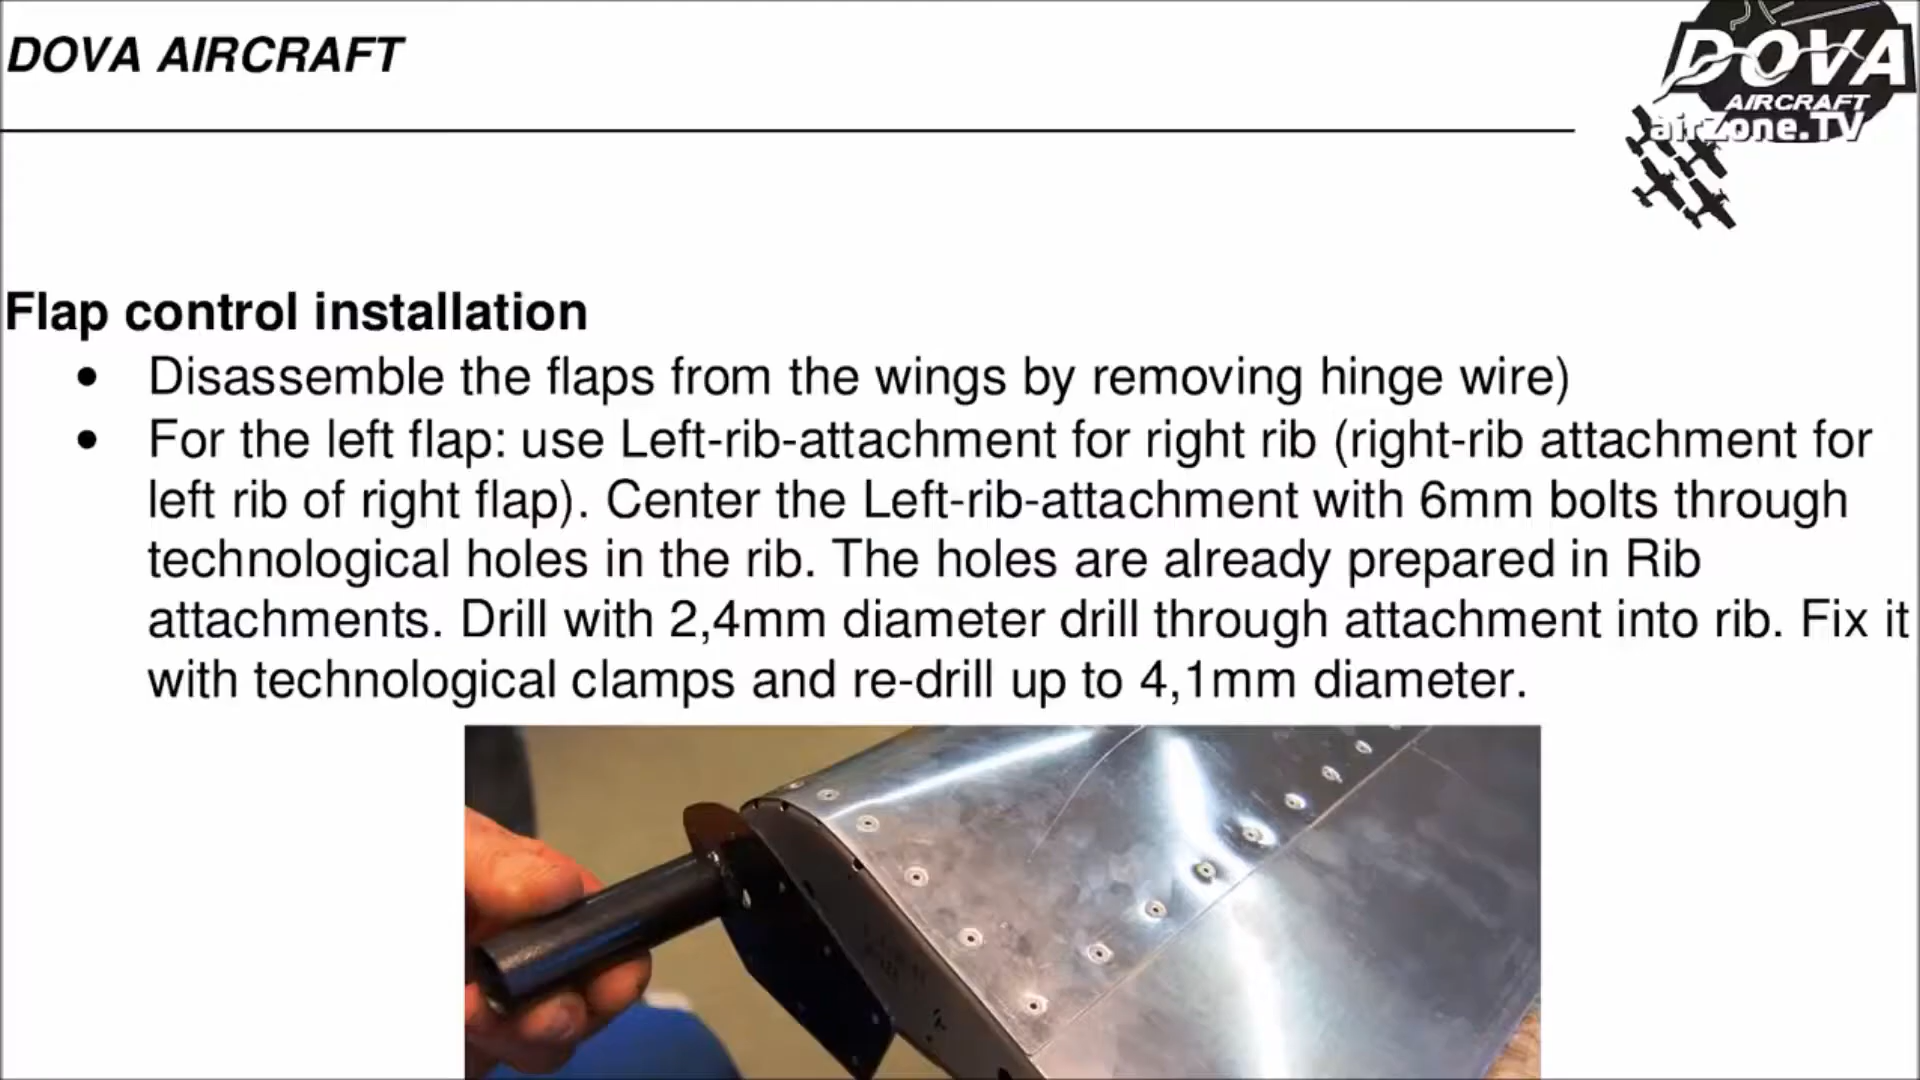 DOVA AIRCRAFT
DOVA
AIRCRAFT
airZone.TV
Flap control installation
• Disassemble the flaps from the wings by removing hinge wire)
• For the left flap: use Left-rib-attachment for right rib (right-rib attachment for
left rib of right flap). Center the Left-rib-attachment with 6mm bolts through
technological holes in the rib. The holes are already prepared in Rib
attachments. Drill with 2,4mm diameter drill through attachment into rib. Fix it
with technological clamps and re-drill up to 4,1mm diameter.